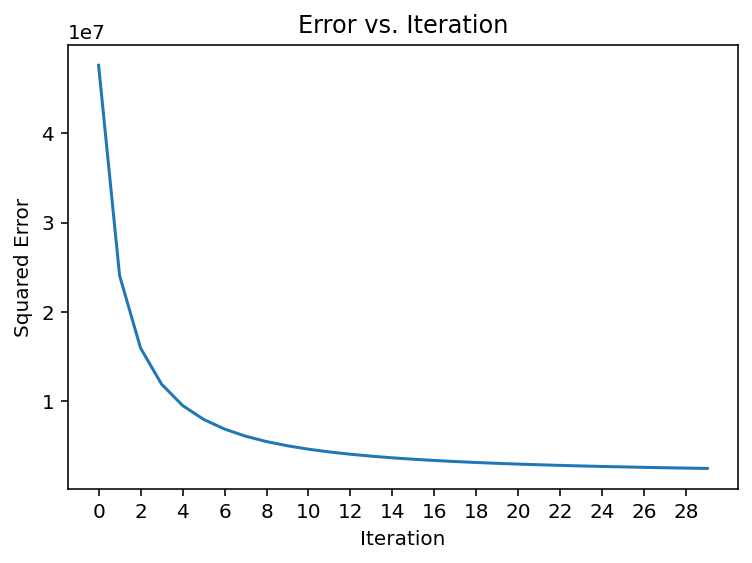 Error vs. Iteration
1e7
4
3
2
1
Squared Error
0 2 4 6 8 10 12 14 16 18 20 22 24 26 28
Iteration